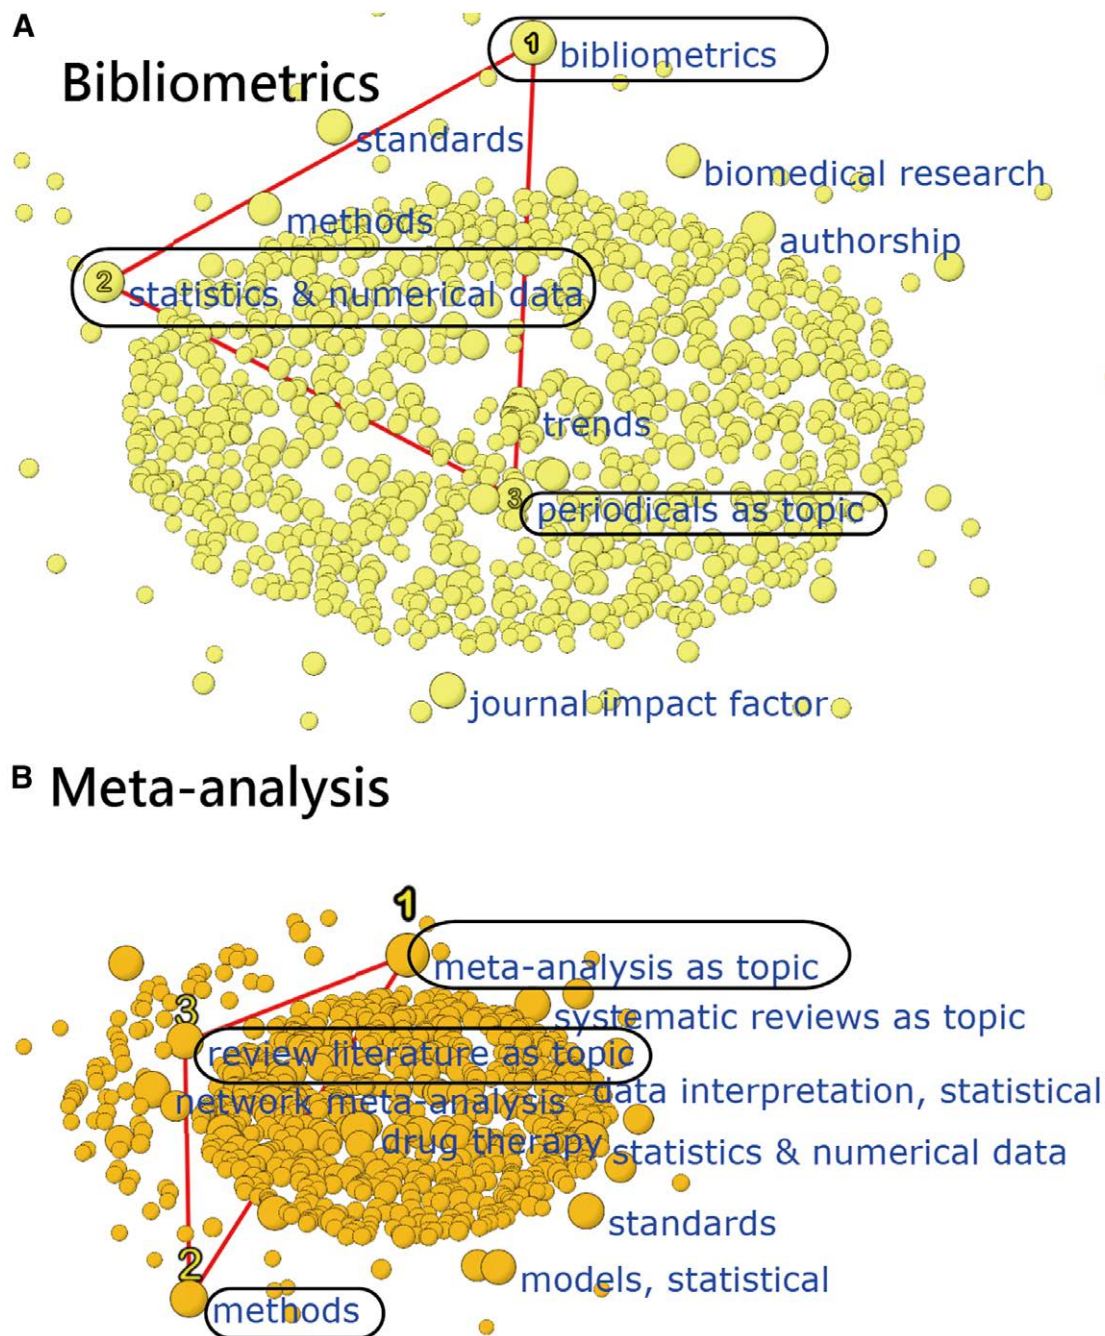 A
Bibliometrics
1
bibliometrics
standards
biomedical research
methods
authorship
2
statistics & numerical data
trends
3
periodicals as topic
journal impact factor
B
Meta-analysis
1
meta-analysis as topic
3
systematic reviews as topic
review literature as topic
network meta-analysis
data interpretation, statistical
drug therapy
statistics & numerical data
standards
2
models, statistical
methods